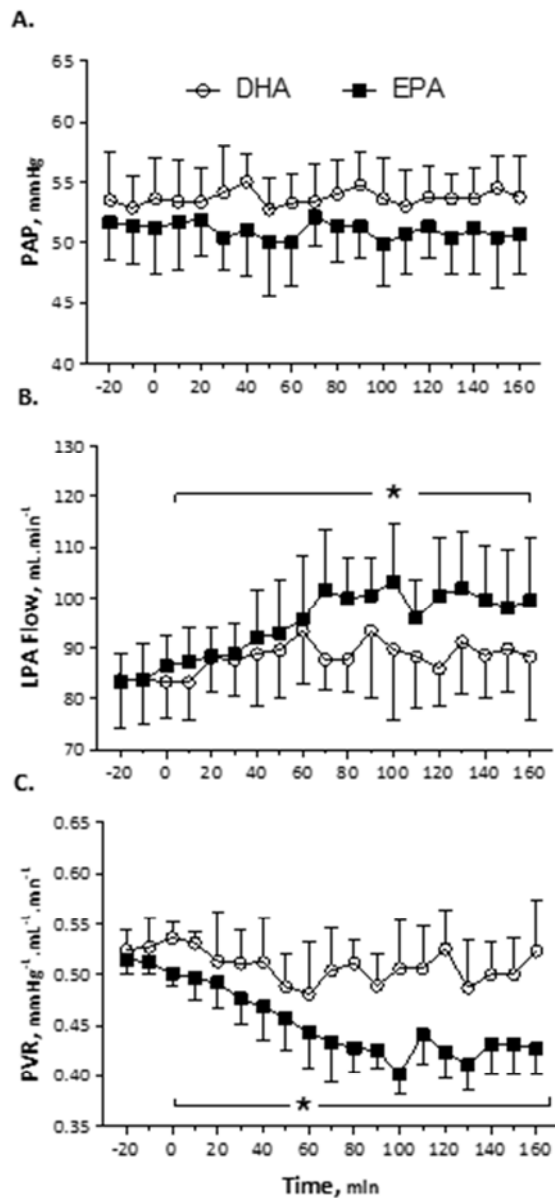 A.
DHA EPA
PAP, mmHg
65
60
55
50
45
40
-20 0 20 40 60 80 100 120 140 160
B.
LPA Flow, mL.min⁻¹
130
120
110
100
90
80
70
*
-20 0 20 40 60 80 100 120 140 160
C.
PVR, mmHg⁻¹.mL⁻¹.mn⁻¹
0.65
0.60
0.55
0.50
0.45
0.40
0.35
*
-20 0 20 40 60 80 100 120 140 160
Time, min